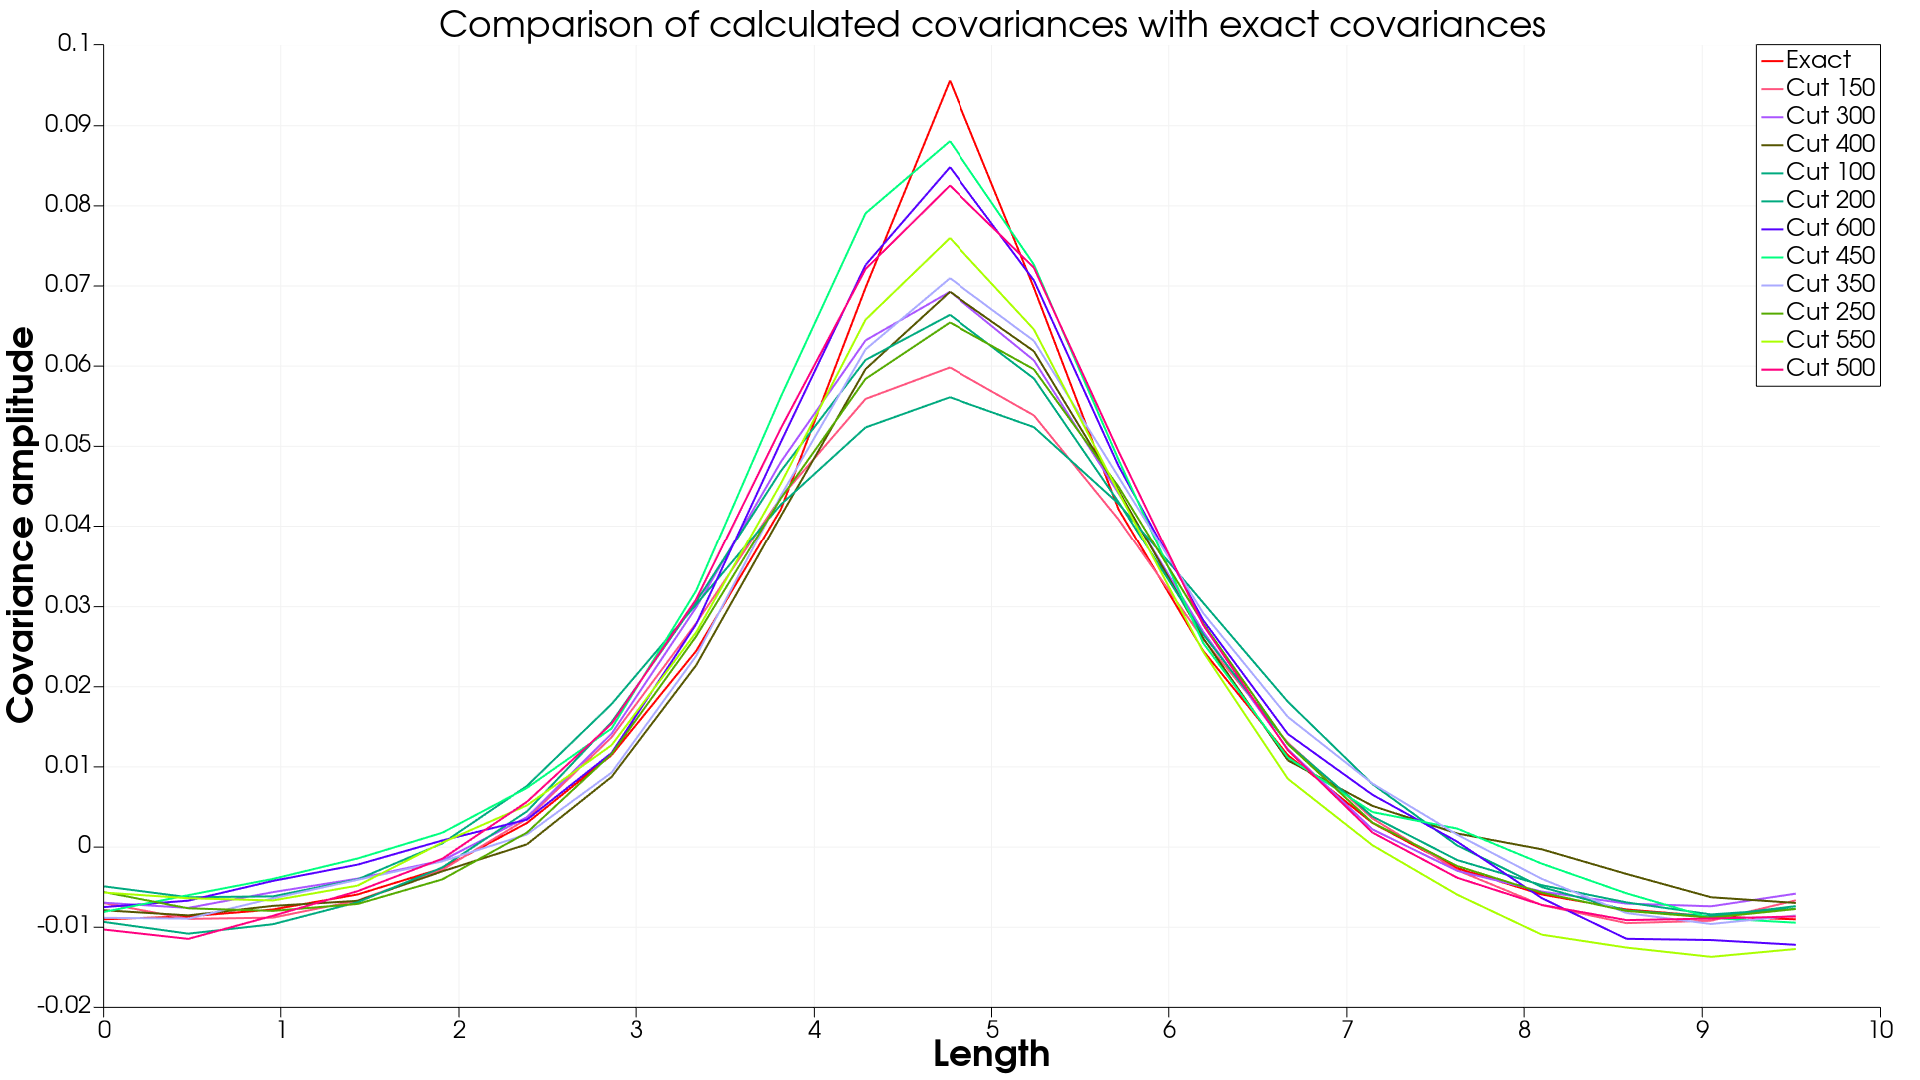 Comparison of calculated covariances with exact covariances
Exact
Cut 150
Cut 300
Cut 400
Cut 100
Cut 200
Cut 600
Cut 450
Cut 350
Cut 250
Cut 550
Cut 500
Covariance amplitude
0.1
0.09
0.08
0.07
0.06
0.05
0.04
0.03
0.02
0.01
0
-0.01
-0.02
0 1 2 3 4 5 6 7 8 9 10
Length